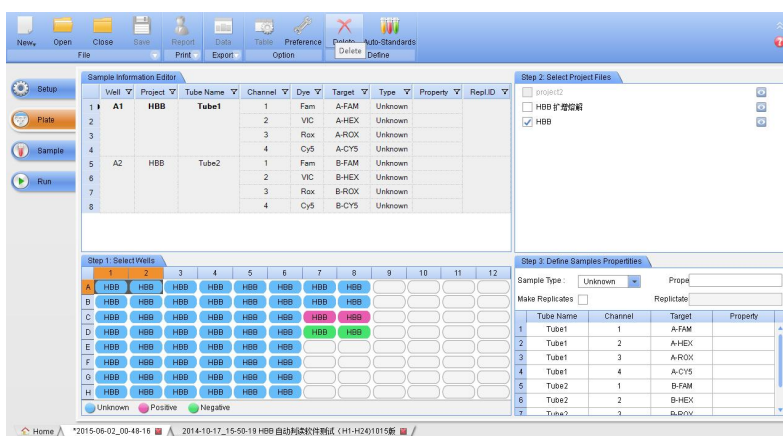 New Open Close Save Report Data Table Preference Delete Auto-Standards
File Print Export Option Define
Delete
Setup
Plate
Sample
Run
Sample Information Editor
Well Project Tube Name Channel Dye Target Type Property Repl.ID
1 A1 HBB Tube1 1 Fam A-FAM Unknown
2 2 VIC A-HEX Unknown
3 3 Rox A-ROX Unknown
4 4 Cy5 A-CY5 Unknown
5 A2 HBB Tube2 1 Fam B-FAM Unknown
6 2 VIC B-HEX Unknown
7 3 Rox B-ROX Unknown
8 4 Cy5 B-CY5 Unknown
Step 2: Select Project Files
project2
HBB 扩增熔解
HBB
Step 1: Select Wells
1 2 3 4 5 6 7 8 9 10 11 12
A HBB HBB HBB HBB HBB HBB HBB HBB
B HBB HBB HBB HBB HBB HBB HBB HBB
C HBB HBB HBB HBB HBB HBB HBB HBB
D HBB HBB HBB HBB HBB HBB HBB HBB
E HBB HBB HBB HBB HBB HBB
F HBB HBB HBB HBB HBB HBB
G HBB HBB HBB HBB HBB HBB
H HBB HBB HBB HBB HBB HBB
Unknown Positive Negative
Step 3: Define Samples Propertities
Sample Type : Unknown Prope
Make Replicates Replictate
Tube Name Channel Target Property
1 Tube1 1 A-FAM
2 Tube1 2 A-HEX
3 Tube1 3 A-ROX
4 Tube1 4 A-CY5
5 Tube2 1 B-FAM
6 Tube2 2 B-HEX
7 Tube2 3 B-ROX
Home *2015-06-02_00-48-16 2014-10-17_15-50-19 HBB 自动判读软件测试（H1-H24)1015版